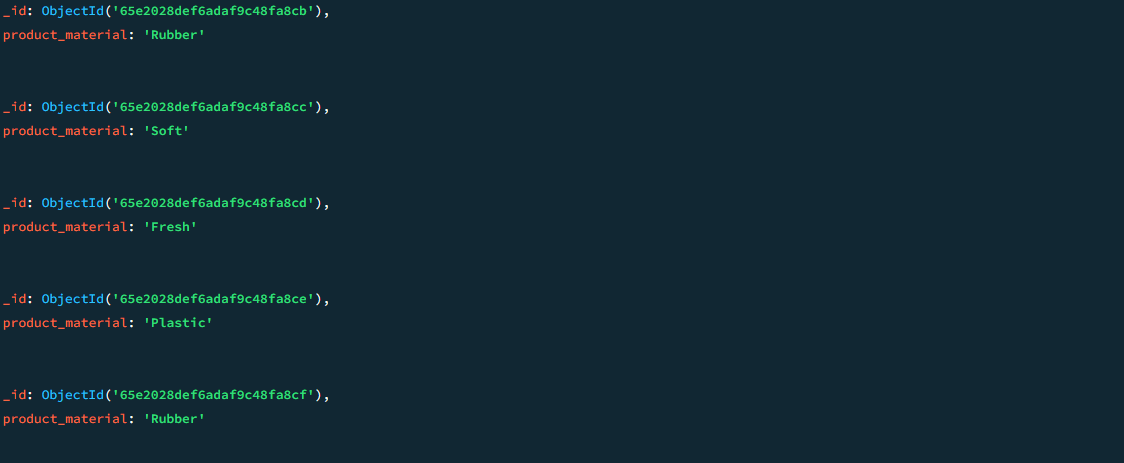 _id: ObjectId('65e2028def6adaf9c48fa8cb'),
product_material: 'Rubber'
_id: ObjectId('65e2028def6adaf9c48fa8cc'),
product_material: 'Soft'
_id: ObjectId('65e2028def6adaf9c48fa8cd'),
product_material: 'Fresh'
_id: ObjectId('65e2028def6adaf9c48fa8ce'),
product_material: 'Plastic'
_id: ObjectId('65e2028def6adaf9c48fa8cf'),
product_material: 'Rubber'